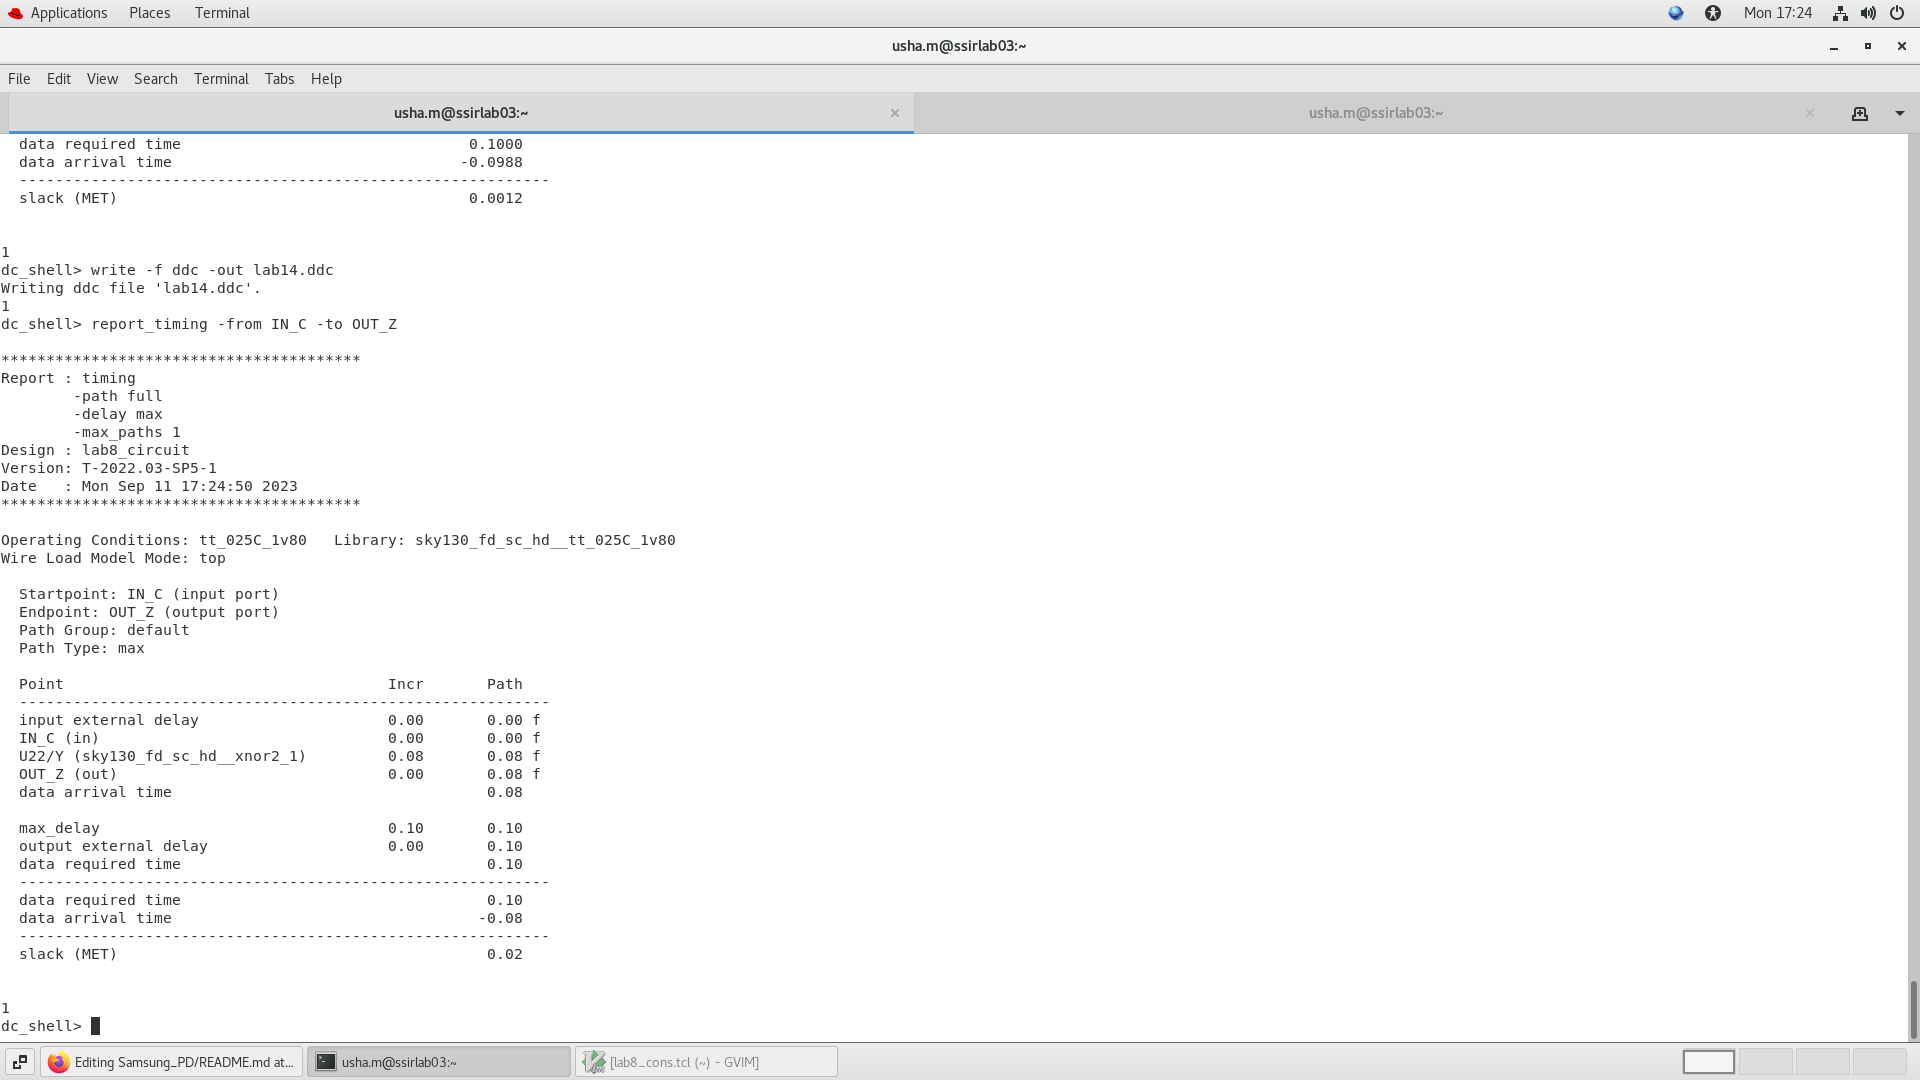 Applications Places Terminal Mon 17:24
usha.m@ssirlab03:~
File Edit View Search Terminal Tabs Help
usha.m@ssirlab03:~ × usha.m@ssirlab03:~ ×
  data required time                                0.1000
  data arrival time                                -0.0988
  -----------------------------------------------------------
  slack (MET)                                       0.0012
1
dc_shell> write -f ddc -out lab14.ddc
Writing ddc file 'lab14.ddc'.
1
dc_shell> report_timing -from IN_C -to OUT_Z
****************************************
Report : timing
        -path full
        -delay max
        -max_paths 1
Design : lab8_circuit
Version: T-2022.03-SP5-1
Date   : Mon Sep 11 17:24:50 2023
****************************************
Operating Conditions: tt_025C_1v80   Library: sky130_fd_sc_hd__tt_025C_1v80
Wire Load Model Mode: top
  Startpoint: IN_C (input port)
  Endpoint: OUT_Z (output port)
  Path Group: default
  Path Type: max
  Point                                    Incr       Path
  -----------------------------------------------------------
  input external delay                     0.00       0.00 f
  IN_C (in)                                0.00       0.00 f
  U22/Y (sky130_fd_sc_hd__xnor2_1)         0.08       0.08 f
  OUT_Z (out)                              0.00       0.08 f
  data arrival time                                   0.08
  max_delay                                0.10       0.10
  output external delay                    0.00       0.10
  data required time                                  0.10
  -----------------------------------------------------------
  data required time                                  0.10
  data arrival time                                  -0.08
  -----------------------------------------------------------
  slack (MET)                                         0.02
1
dc_shell>
Editing Samsung_PD/README.md at... usha.m@ssirlab03:~ [lab8_cons.tcl (~) - GVIM]